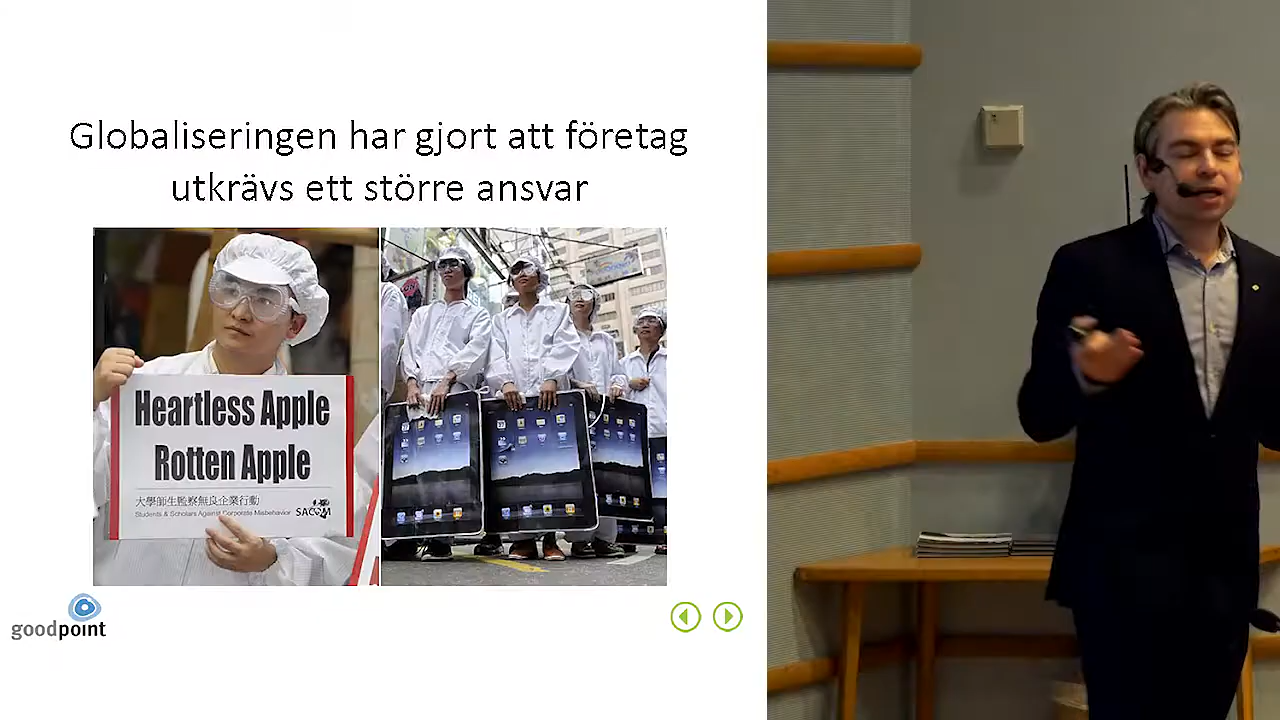 Globaliseringen har gjort att företag
utkrävs ett större ansvar
Heartless Apple
Rotten Apple
大學師生監察無良企業行動
Students & Scholars Against Corporate Misbehavior
SACOM
goodpoint